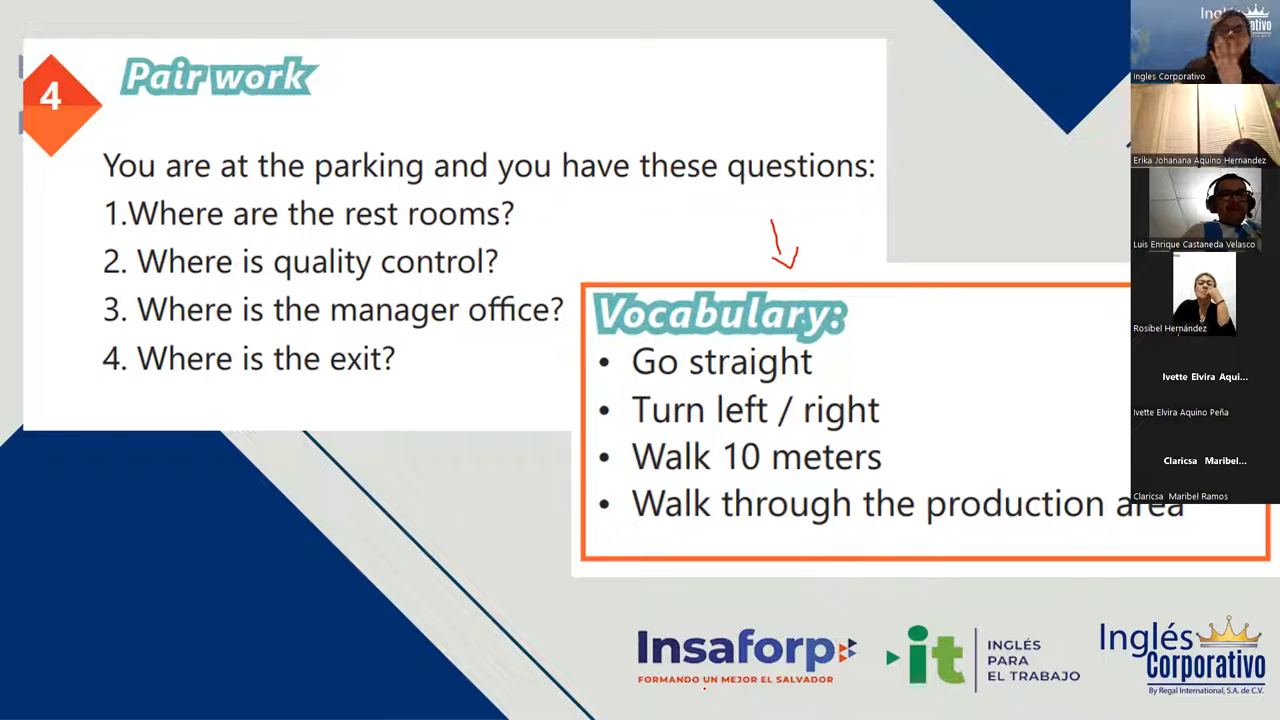 4
Pair work
You are at the parking and you have these questions:
1.Where are the rest rooms?
2. Where is quality control?
3. Where is the manager office?
4. Where is the exit?
Vocabulary:
• Go straight
• Turn left / right
• Walk 10 meters
• Walk through the production area
Insaforp
FORMANDO UN MEJOR EL SALVADOR
it
INGLÉS
PARA
EL TRABAJO
Inglés
Corporativo
By Regal International, S.A. de C.V.
Ingles Corporativo
Erika Johanana Aquino Hernandez
Luis Enrique Castaneda Velasco
Rosibel Hernández
Ivette Elvira Aqui...
Ivette Elvira Aquino Peña
Claricsa Maribel...
Claricsa Maribel Ramos